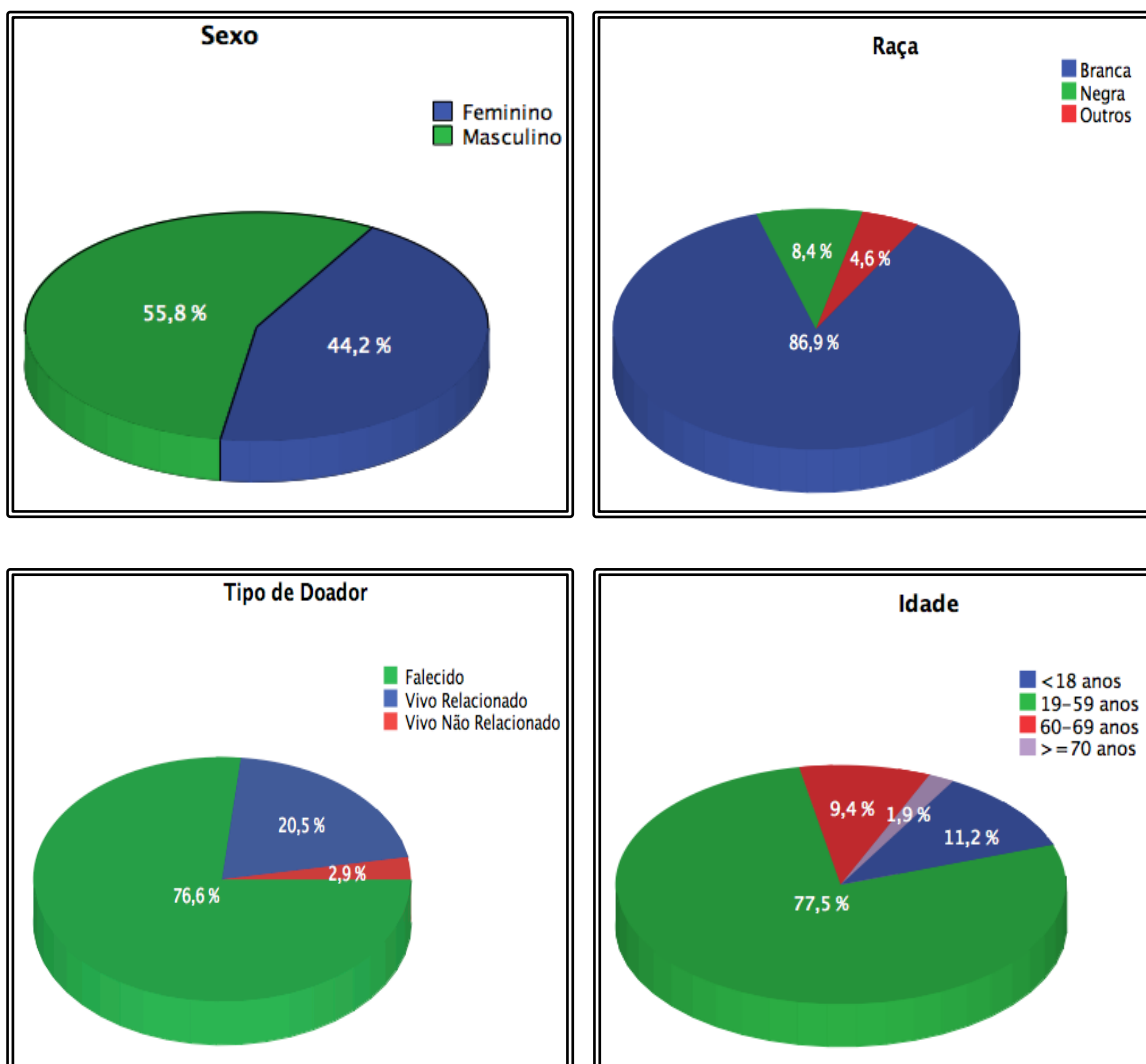 Sexo
Feminino
Masculino
55,8 %
44,2 %
Raça
Branca
Negra
Outros
8,4 %
4,6 %
86,9 %
Tipo de Doador
Falecido
Vivo Relacionado
Vivo Não Relacionado
20,5 %
2,9 %
76,6 %
Idade
<18 anos
19-59 anos
60-69 anos
>=70 anos
9,4 %
1,9 %
11,2 %
77,5 %